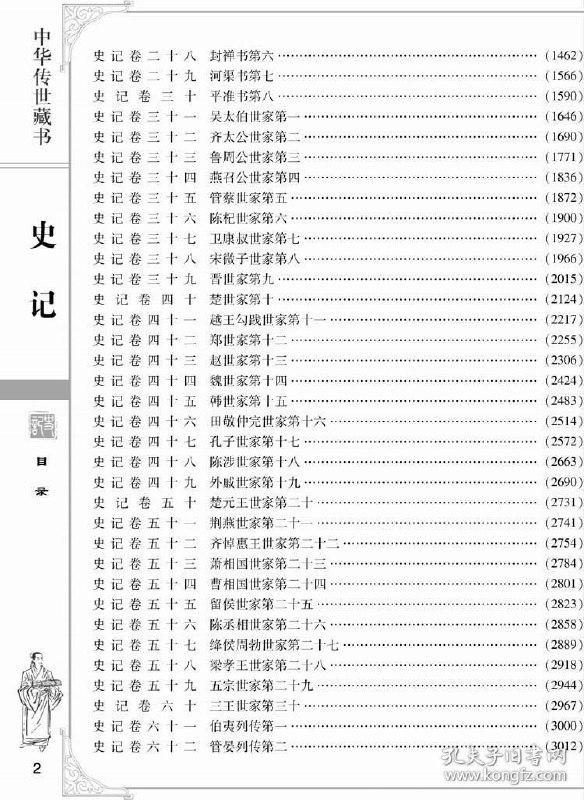 中华传世藏书
史记
目录
史记卷二十八 封禅书第六 (1462)
史记卷二十九 河渠书第七 (1566)
史记卷三十 平准书第八 (1590)
史记卷三十一 吴太伯世家第一 (1646)
史记卷三十二 齐太公世家第二 (1690)
史记卷三十三 鲁周公世家第三 (1771)
史记卷三十四 燕召公世家第四 (1836)
史记卷三十五 管蔡世家第五 (1872)
史记卷三十六 陈杞世家第六 (1900)
史记卷三十七 卫康叔世家第七 (1927)
史记卷三十八 宋微子世家第八 (1966)
史记卷三十九 晋世家第九 (2015)
史记卷四十 楚世家第十 (2124)
史记卷四十一 越王勾践世家第十一 (2217)
史记卷四十二 郑世家第十二 (2255)
史记卷四十三 赵世家第十三 (2306)
史记卷四十四 魏世家第十四 (2424)
史记卷四十五 韩世家第十五 (2483)
史记卷四十六 田敬仲完世家第十六 (2514)
史记卷四十七 孔子世家第十七 (2572)
史记卷四十八 陈涉世家第十八 (2663)
史记卷四十九 外戚世家第十九 (2690)
史记卷五十 楚元王世家第二十 (2731)
史记卷五十一 荆燕世家第二十一 (2741)
史记卷五十二 齐悼惠王世家第二十二 (2754)
史记卷五十三 萧相国世家第二十三 (2784)
史记卷五十四 曹相国世家第二十四 (2801)
史记卷五十五 留侯世家第二十五 (2823)
史记卷五十六 陈丞相世家第二十六 (2858)
史记卷五十七 绛侯周勃世家第二十七 (2889)
史记卷五十八 梁孝王世家第二十八 (2918)
史记卷五十九 五宗世家第二十九 (2944)
史记卷六十 三王世家第三十 (2967)
史记卷六十一 伯夷列传第一 (3000)
史记卷六十二 管晏列传第二 (3012)
2
孔夫子旧书网
www.kongfz.com